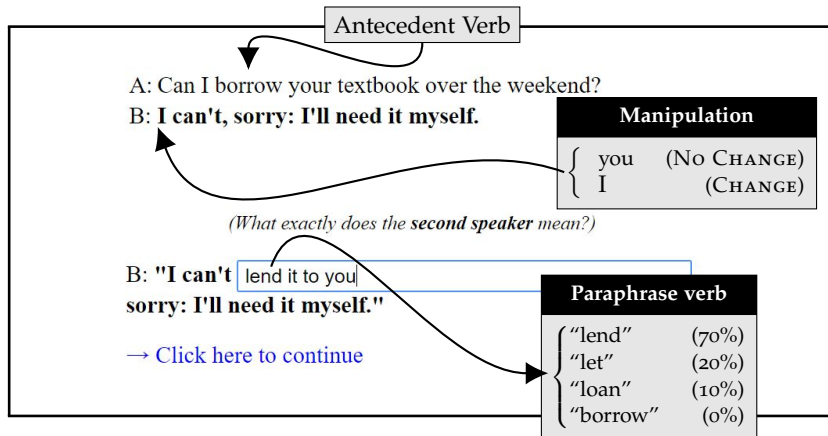 Antecedent Verb
A: Can I borrow your textbook over the weekend?
B: I can't, sorry: I'll need it myself.
Manipulation
you (No Change)
I (Change)
(What exactly does the second speaker mean?)
B: "I can't lend it to you
sorry: I'll need it myself."
→ Click here to continue
Paraphrase verb
“lend” (70%)
“let” (20%)
“loan” (10%)
“borrow” (0%)